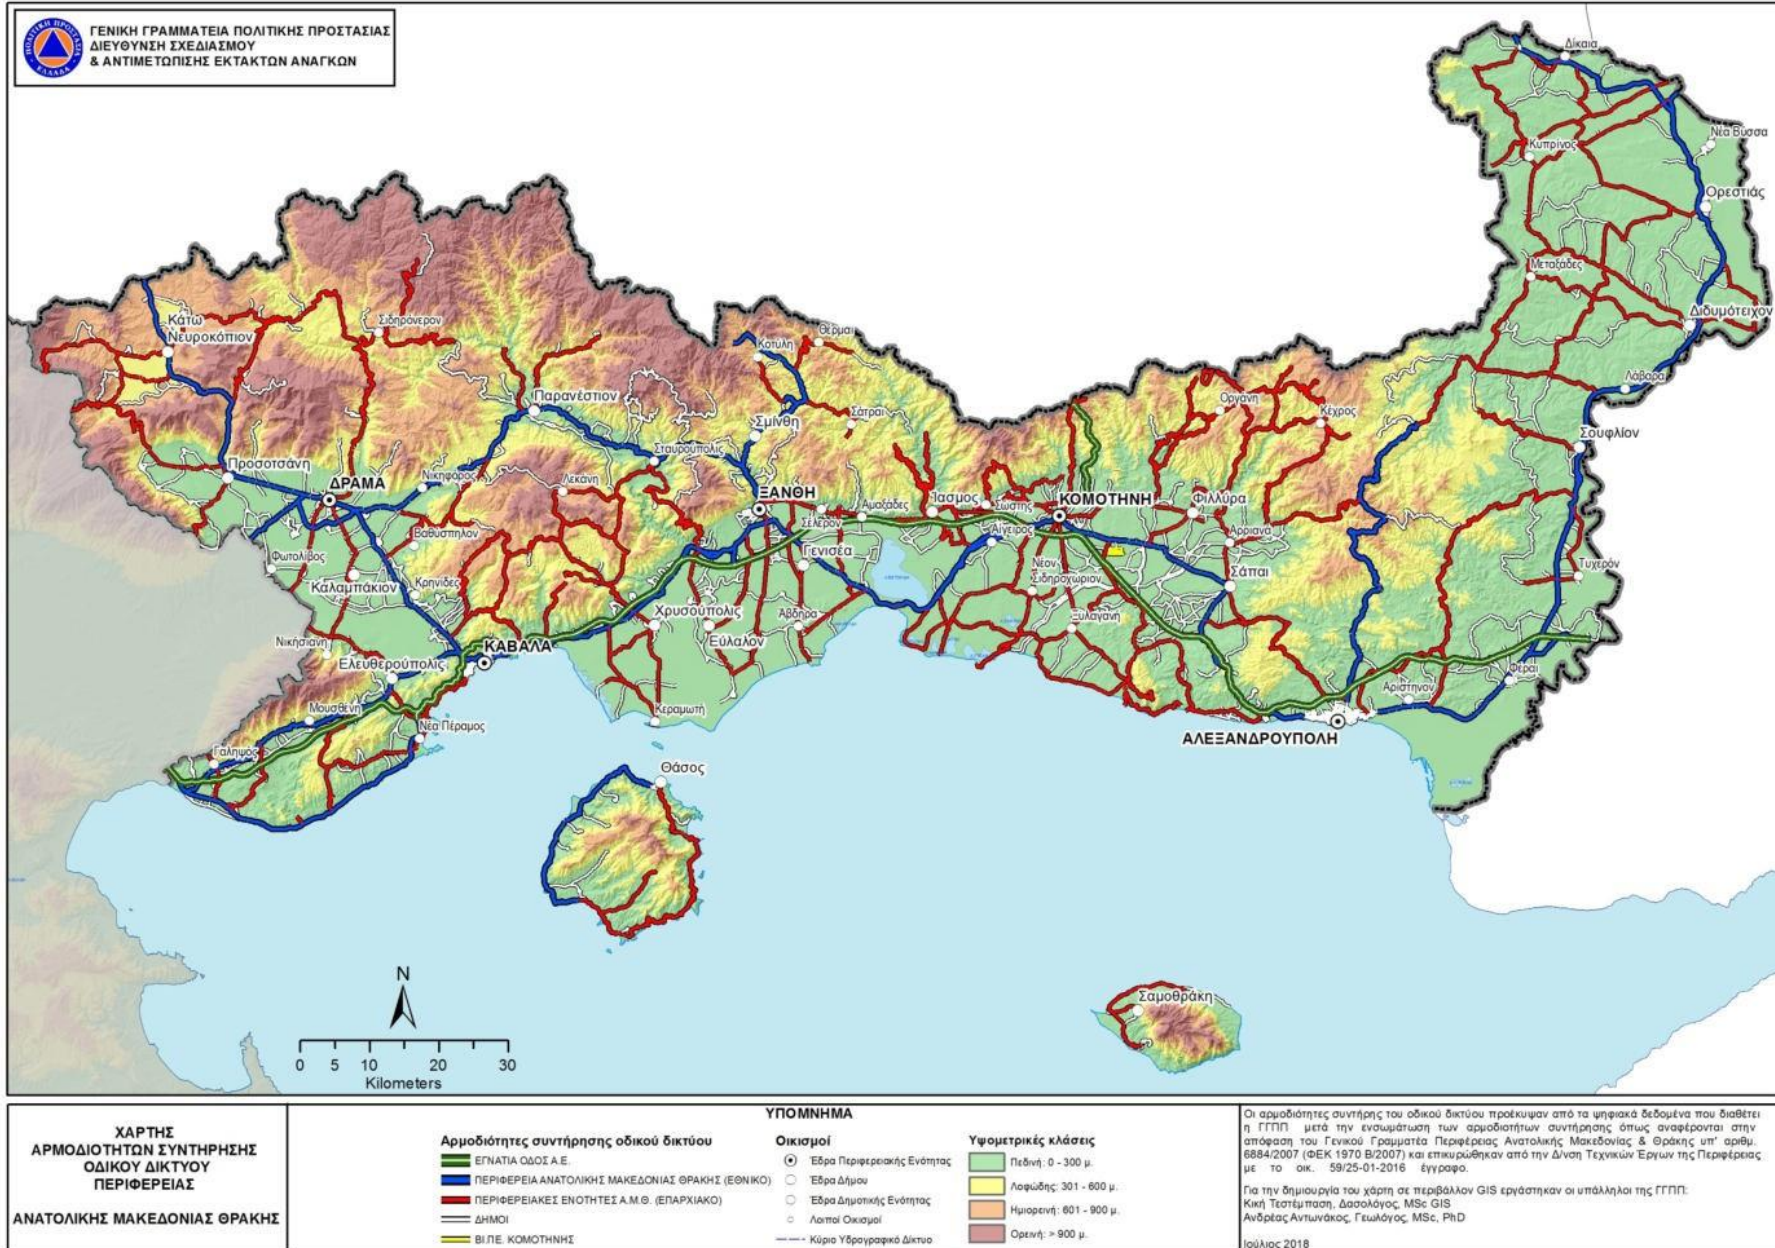 ΠΟΛΙΤΙΚΗ ΠΡΟΣΤΑΣΙΑ
ΕΛΛΑΔΑ
ΓΕΝΙΚΗ ΓΡΑΜΜΑΤΕΙΑ ΠΟΛΙΤΙΚΗΣ ΠΡΟΣΤΑΣΙΑΣ
ΔΙΕΥΘΥΝΣΗ ΣΧΕΔΙΑΣΜΟΥ
& ΑΝΤΙΜΕΤΩΠΙΣΗΣ ΕΚΤΑΚΤΩΝ ΑΝΑΓΚΩΝ
Δίκαια
Νέα Βύσσα
Κυπρίνος
Ορεστιάς
Μεταξάδες
Διδυμότειχον
Λάβαρα
Σουφλίον
Τυχερόν
Φέραι
Αρίστηνον
ΑΛΕΞΑΝΔΡΟΥΠΟΛΗ
Κάτω
Νευροκόπιον
Σιδηρόνερον
Παρανέστιον
Προσοτσάνη
ΔΡΑΜΑ
Νικηφόρος
Λεκάνη
Σταυρούπολις
Φωτολίβος
Βαθύσπηλον
Καλαμπάκιον
Κρηνίδες
Νικήσιανη
Ελευθερούπολις
ΚΑΒΑΛΑ
Μουσθένη
Νέα Πέραμος
Γαληψός
Θέρμαι
Κοτύλη
Σάτραι
Σμίνθη
ΞΑΝΘΗ
Σέλερον
Αμαξάδες
Γενισέα
Χρυσούπολις
Εύλαλον
Άβδηρα
Κεραμωτή
Θάσος
Ίασμος
Σώστης
Αίγειρος
ΚΟΜΟΤΗΝΗ
Φιλλύρα
Οργάνη
Κέχρος
Αρριανά
Σάπαι
Νέον
Σιδηροχώριον
Ξυλαγανή
Σαμοθράκη
N
0 5 10 20 30
Kilometers
ΧΑΡΤΗΣ
ΑΡΜΟΔΙΟΤΗΤΩΝ ΣΥΝΤΗΡΗΣΗΣ
ΟΔΙΚΟΥ ΔΙΚΤΥΟΥ
ΠΕΡΙΦΕΡΕΙΑΣ
ΑΝΑΤΟΛΙΚΗΣ ΜΑΚΕΔΟΝΙΑΣ ΘΡΑΚΗΣ
ΥΠΟΜΝΗΜΑ
Αρμοδιότητες συντήρησης οδικού δικτύου
ΕΓΝΑΤΙΑ ΟΔΟΣ Α.Ε.
ΠΕΡΙΦΕΡΕΙΑ ΑΝΑΤΟΛΙΚΗΣ ΜΑΚΕΔΟΝΙΑΣ ΘΡΑΚΗΣ (ΕΘΝΙΚΟ)
ΠΕΡΙΦΕΡΕΙΑΚΕΣ ΕΝΟΤΗΤΕΣ Α.Μ.Θ. (ΕΠΑΡΧΙΑΚΟ)
ΔΗΜΟΙ
ΒΙ.ΠΕ. ΚΟΜΟΤΗΝΗΣ
Οικισμοί
Έδρα Περιφερειακής Ενότητας
Έδρα Δήμου
Έδρα Δημοτικής Ενότητας
Λοιποί Οικισμοί
Κύριο Υδρογραφικό Δίκτυο
Υψομετρικές κλάσεις
Πεδινή: 0 - 300 μ.
Λοφώδης: 301 - 600 μ.
Ημιορεινή: 601 - 900 μ.
Ορεινή: > 900 μ.
Οι αρμοδιότητες συντήρης του οδικού δικτύου προέκυψαν από τα ψηφιακά δεδομένα που διαθέτει
η ΓΓΠΠ μετά την ενσωμάτωση των αρμοδιοτήτων συντήρησης όπως αναφέρονται στην
απόφαση του Γενικού Γραμματέα Περιφέρειας Ανατολικής Μακεδονίας & Θράκης υπ' αριθμ.
6884/2007 (ΦΕΚ 1970 Β/2007) και επικυρώθηκαν από την Δ/νση Τεχνικών Έργων της Περιφέρειας
με το οικ. 59/25-01-2016 έγγραφο.
Για την δημιουργία του χάρτη σε περιβάλλον GIS εργάστηκαν οι υπάλληλοι της ΓΓΠΠ:
Κική Τεστέμπαση, Δασολόγος, MSc GIS
Ανδρέας Αντωνάκος, Γεωλόγος, MSc, PhD
Ιούλιος 2018